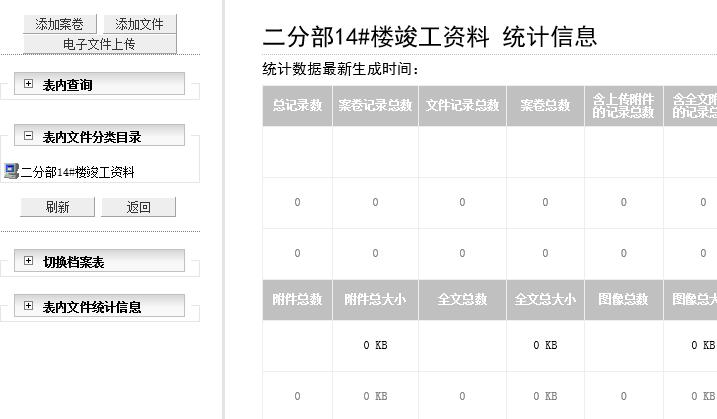 添加案卷 添加文件
电子文件上传
表内查询
表内文件分类目录
二分部14#楼竣工资料
刷新 返回
切换档案表
表内文件统计信息
二分部14#楼竣工资料 统计信息
统计数据最新生成时间：
总记录数 案卷记录总数 文件记录总数 案卷总数 含上传附件的记录总数 含全文附
的记录总
0 0 0 0 0 0
0 0 0 0 0 0
附件总数 附件总大小 全文总数 全文总大小 图像总数 图像总大
0 KB 0 KB 0 KB
0 0 KB 0 0 KB 0 0 KB